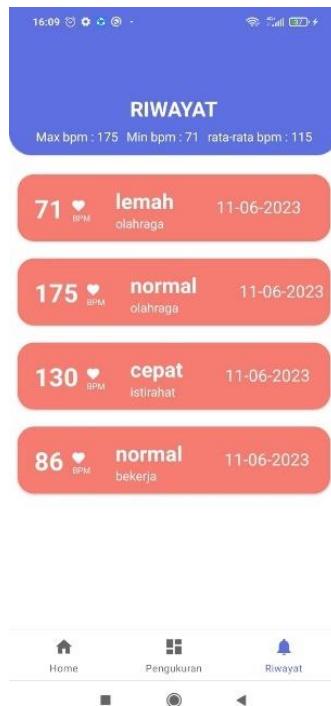 16:09
37
RIWAYAT
Max bpm : 175 Min bpm : 71 rata-rata bpm : 115
71 BPM lemah 11-06-2023
olahraga
175 BPM normal 11-06-2023
olahraga
130 BPM cepat 11-06-2023
istirahat
86 BPM normal 11-06-2023
bekerja
Home Pengukuran Riwayat